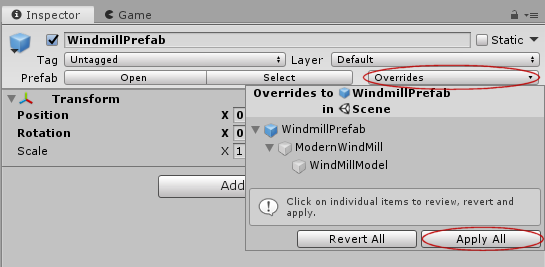 Inspector Game
WindmillPrefab Static
Tag Untagged Layer Default
Prefab Open Select Overrides
Transform
Overrides to WindmillPrefab
in Scene
Position X 0
Rotation X 0
Scale X 1
WindmillPrefab
ModernWindMill
WindMillModel
Add
Click on individual items to review, revert and
apply.
Revert All Apply All